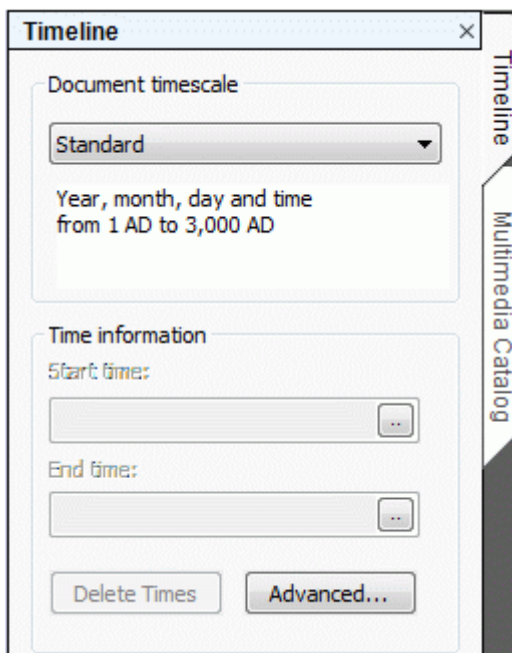 Timeline
Document timescale
Standard
Year, month, day and time
from 1 AD to 3,000 AD
Time information
Start time:
..
End time:
..
Delete Times
Advanced...
Timeline
Multimedia Catalog